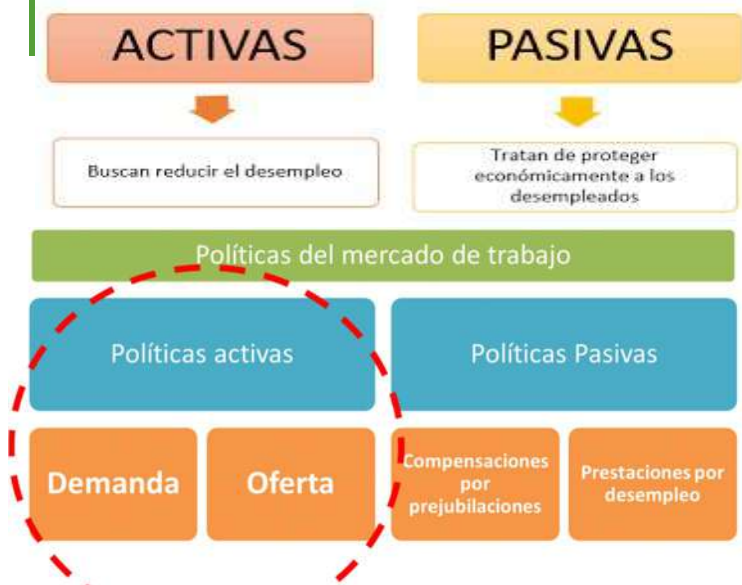 ACTIVAS
PASIVAS
Buscan reducir el desempleo
Tratan de proteger
económicamente a los
desempleados
Políticas del mercado de trabajo
Políticas activas
Políticas Pasivas
Demanda
Oferta
Compensaciones
por
prejubilaciones
Prestaciones por
desempleo